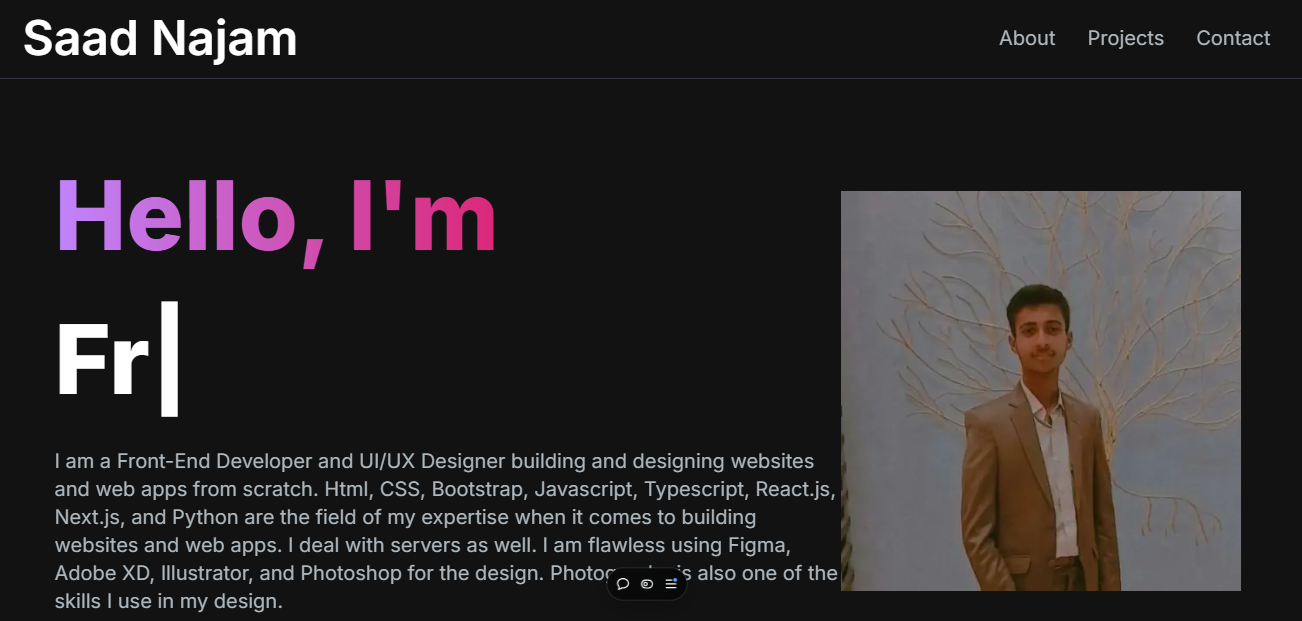 Saad Najam
About Projects Contact
Hello, I'm
Fr
I am a Front-End Developer and UI/UX Designer building and designing websites
and web apps from scratch. Html, CSS, Bootstrap, Javascript, Typescript, React.js,
Next.js, and Python are the field of my expertise when it comes to building
websites and web apps. I deal with servers as well. I am flawless using Figma,
Adobe XD, Illustrator, and Photoshop for the design. is also one of the
skills I use in my design.